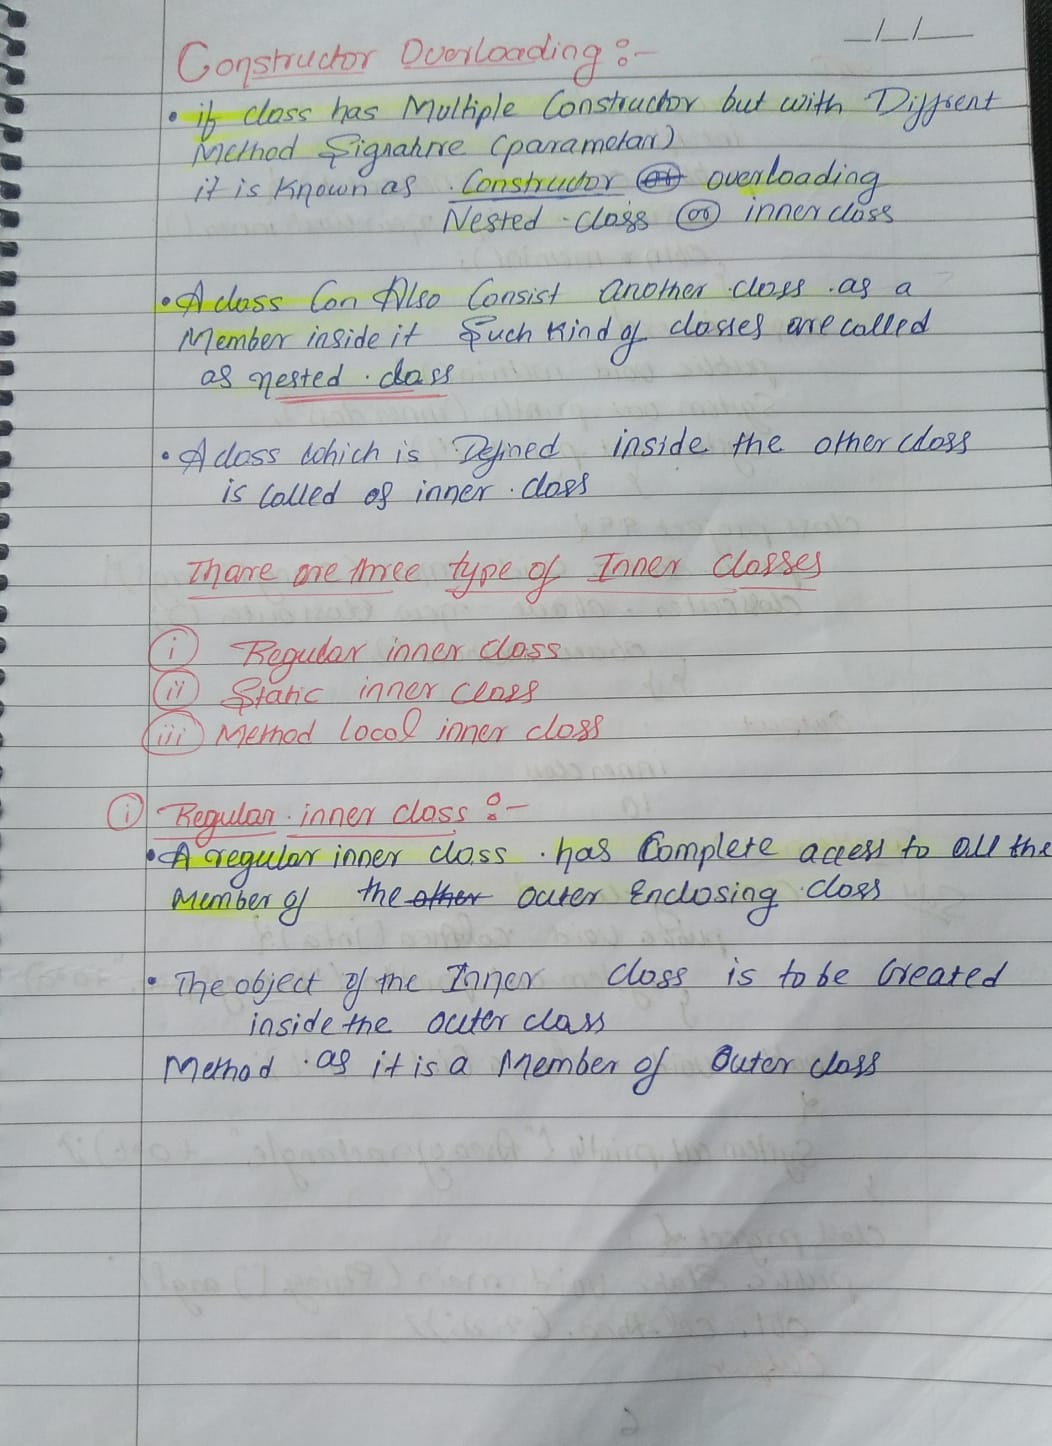 _/_/_
Constructor Overloading :-
• if class has Multiple Constructor but with Diffrent
Method Signature (parametar)
it is Known as Constructor overloading
Nested class or inner class
• A class Can Also Consist another class as a
Member inside it Such Kind of classes are called
as nested class
• A class which is Defined inside the other class
is called as inner class
Thare are three type of Inner classes
i Regular inner class
ii Static inner class
iii Method local inner class
i Regular inner class :-
• A regular inner class has Complete access to all the
Member of the other outer Enclosing class
• The object of the Inner class is to be Created
inside the outer class
Method as it is a Member of Outer class